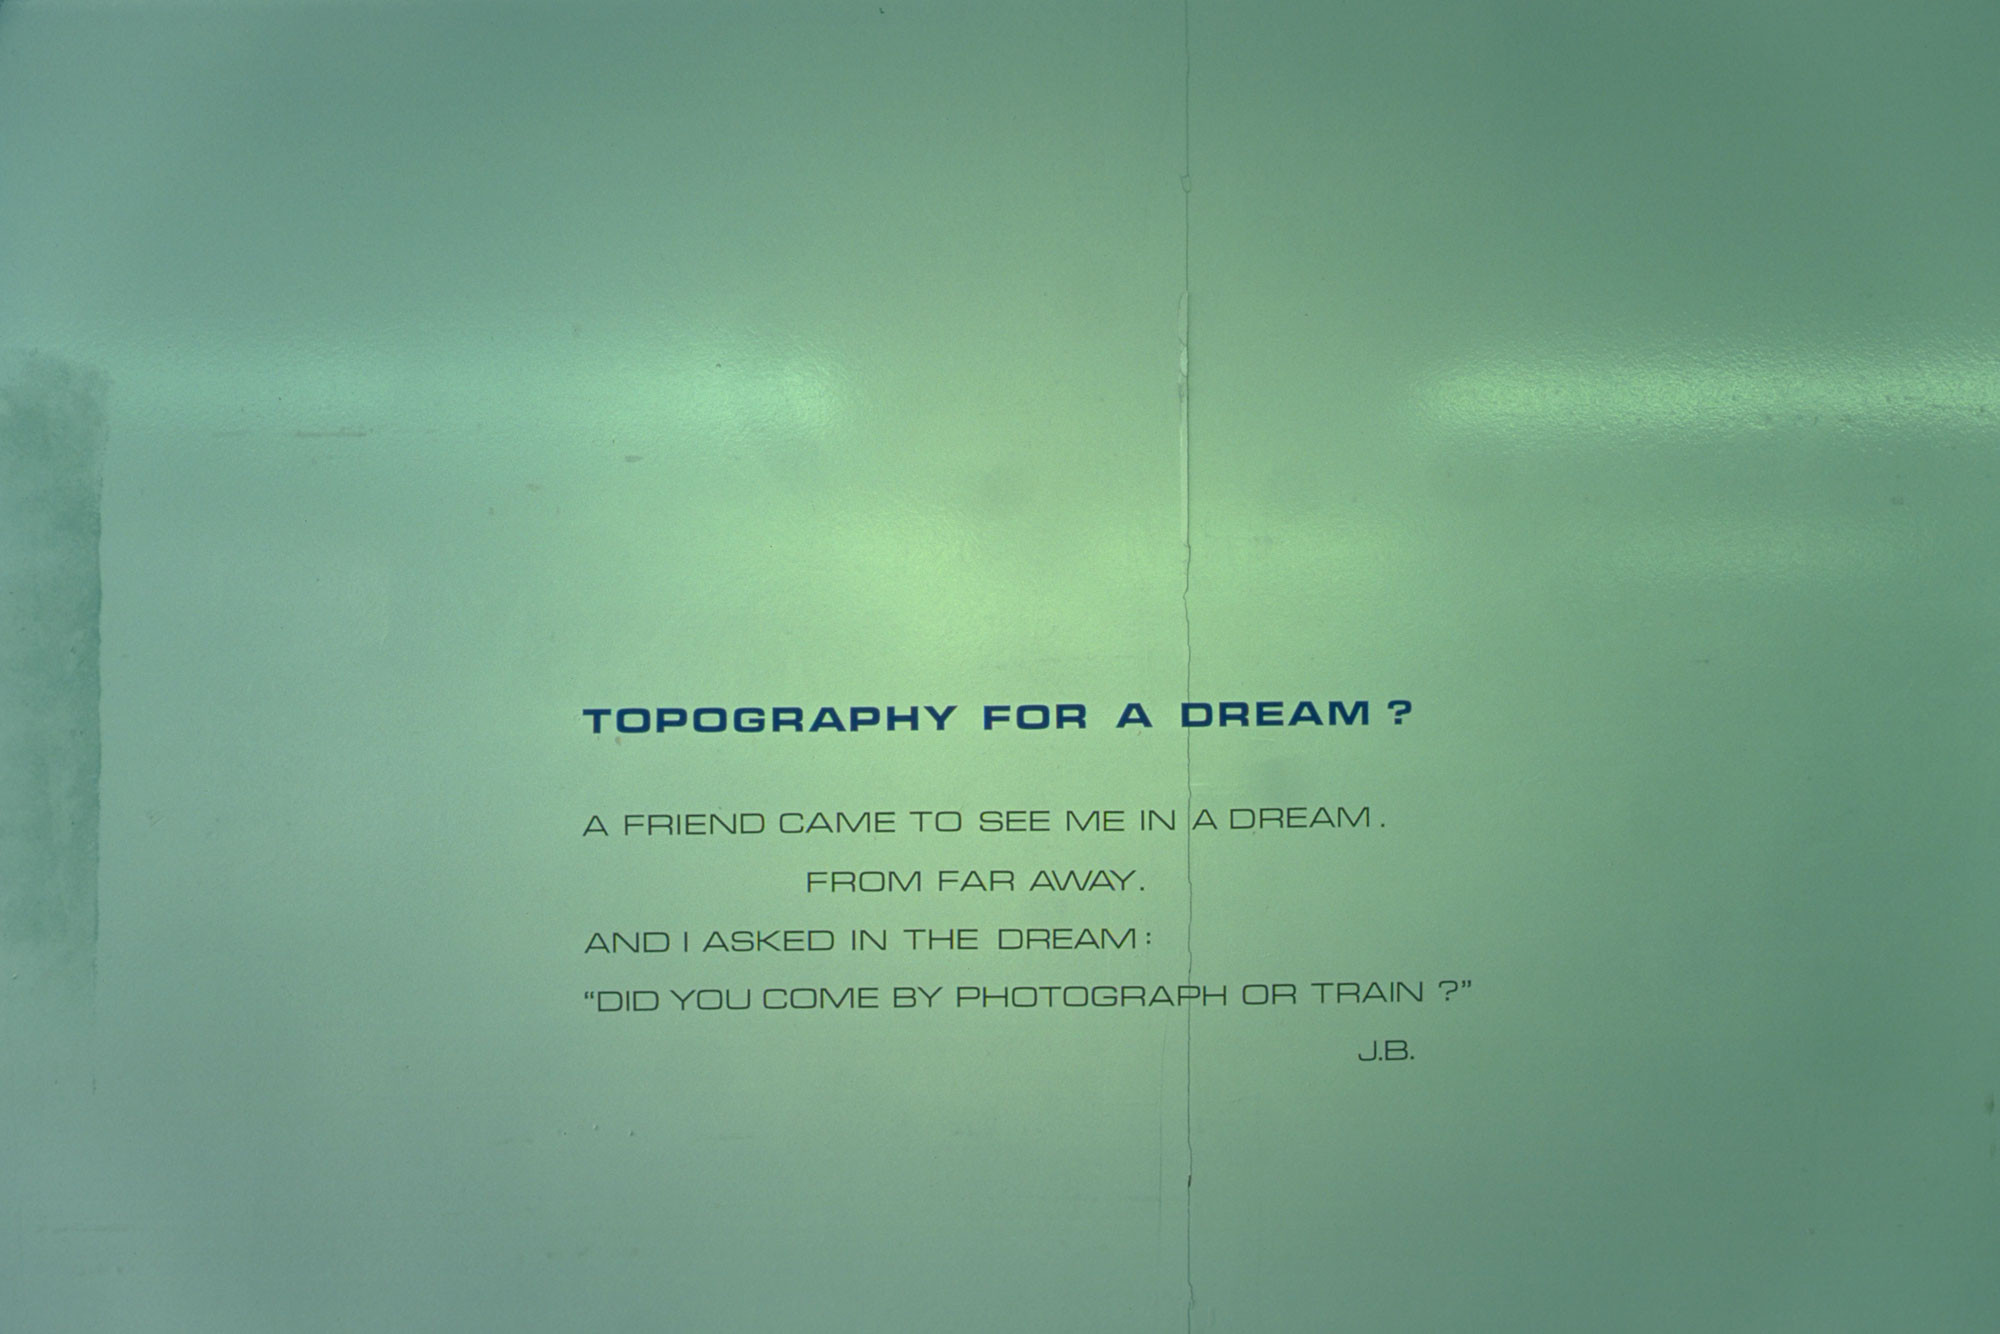 TOPOGRAPHY FOR A DREAM ?
A FRIEND CAME TO SEE ME IN A DREAM.
FROM FAR AWAY.
AND I ASKED IN THE DREAM:
“DID YOU COME BY PHOTOGRAPH OR TRAIN ?”
J.B.